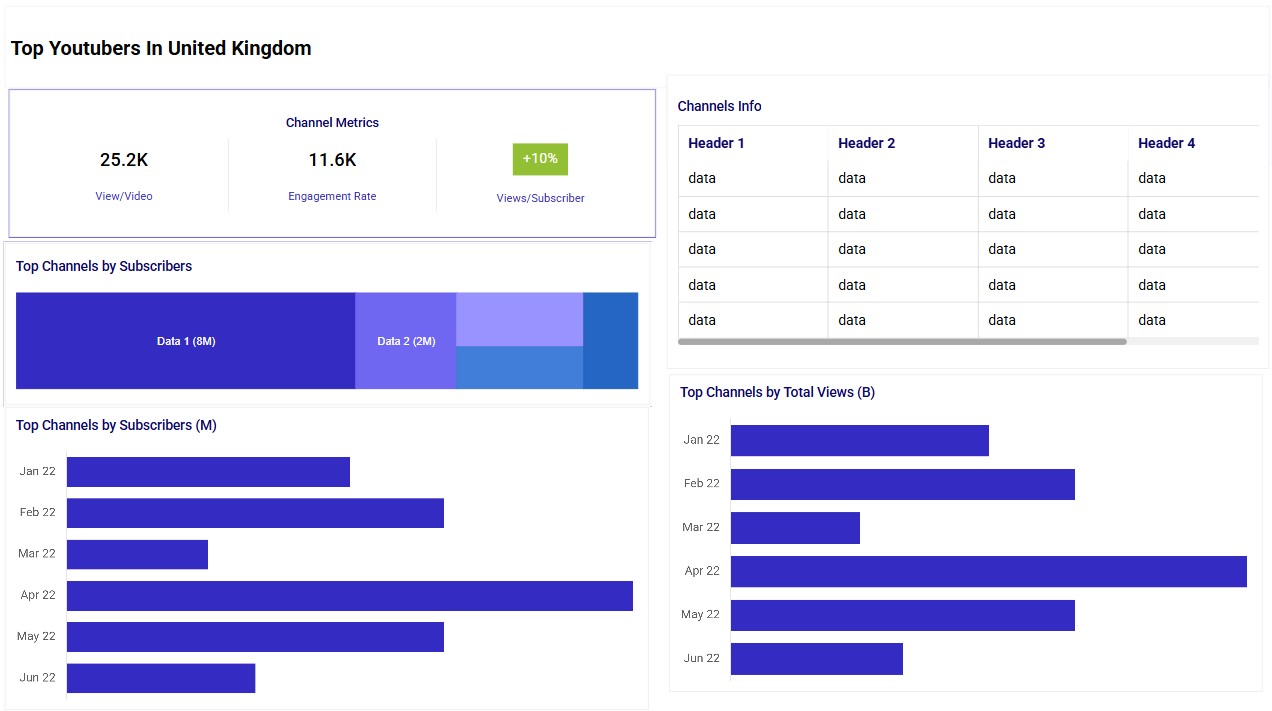 Top Youtubers In United Kingdom
Channel Metrics
25.2K
View/Video
11.6K
Engagement Rate
+10%
Views/Subscriber
Top Channels by Subscribers
Data 1 (8M)
Data 2 (2M)
Top Channels by Subscribers (M)
Jan 22
Feb 22
Mar 22
Apr 22
May 22
Jun 22
Channels Info
Header 1 Header 2 Header 3 Header 4
data data data data
data data data data
data data data data
data data data data
data data data data
Top Channels by Total Views (B)
Jan 22
Feb 22
Mar 22
Apr 22
May 22
Jun 22